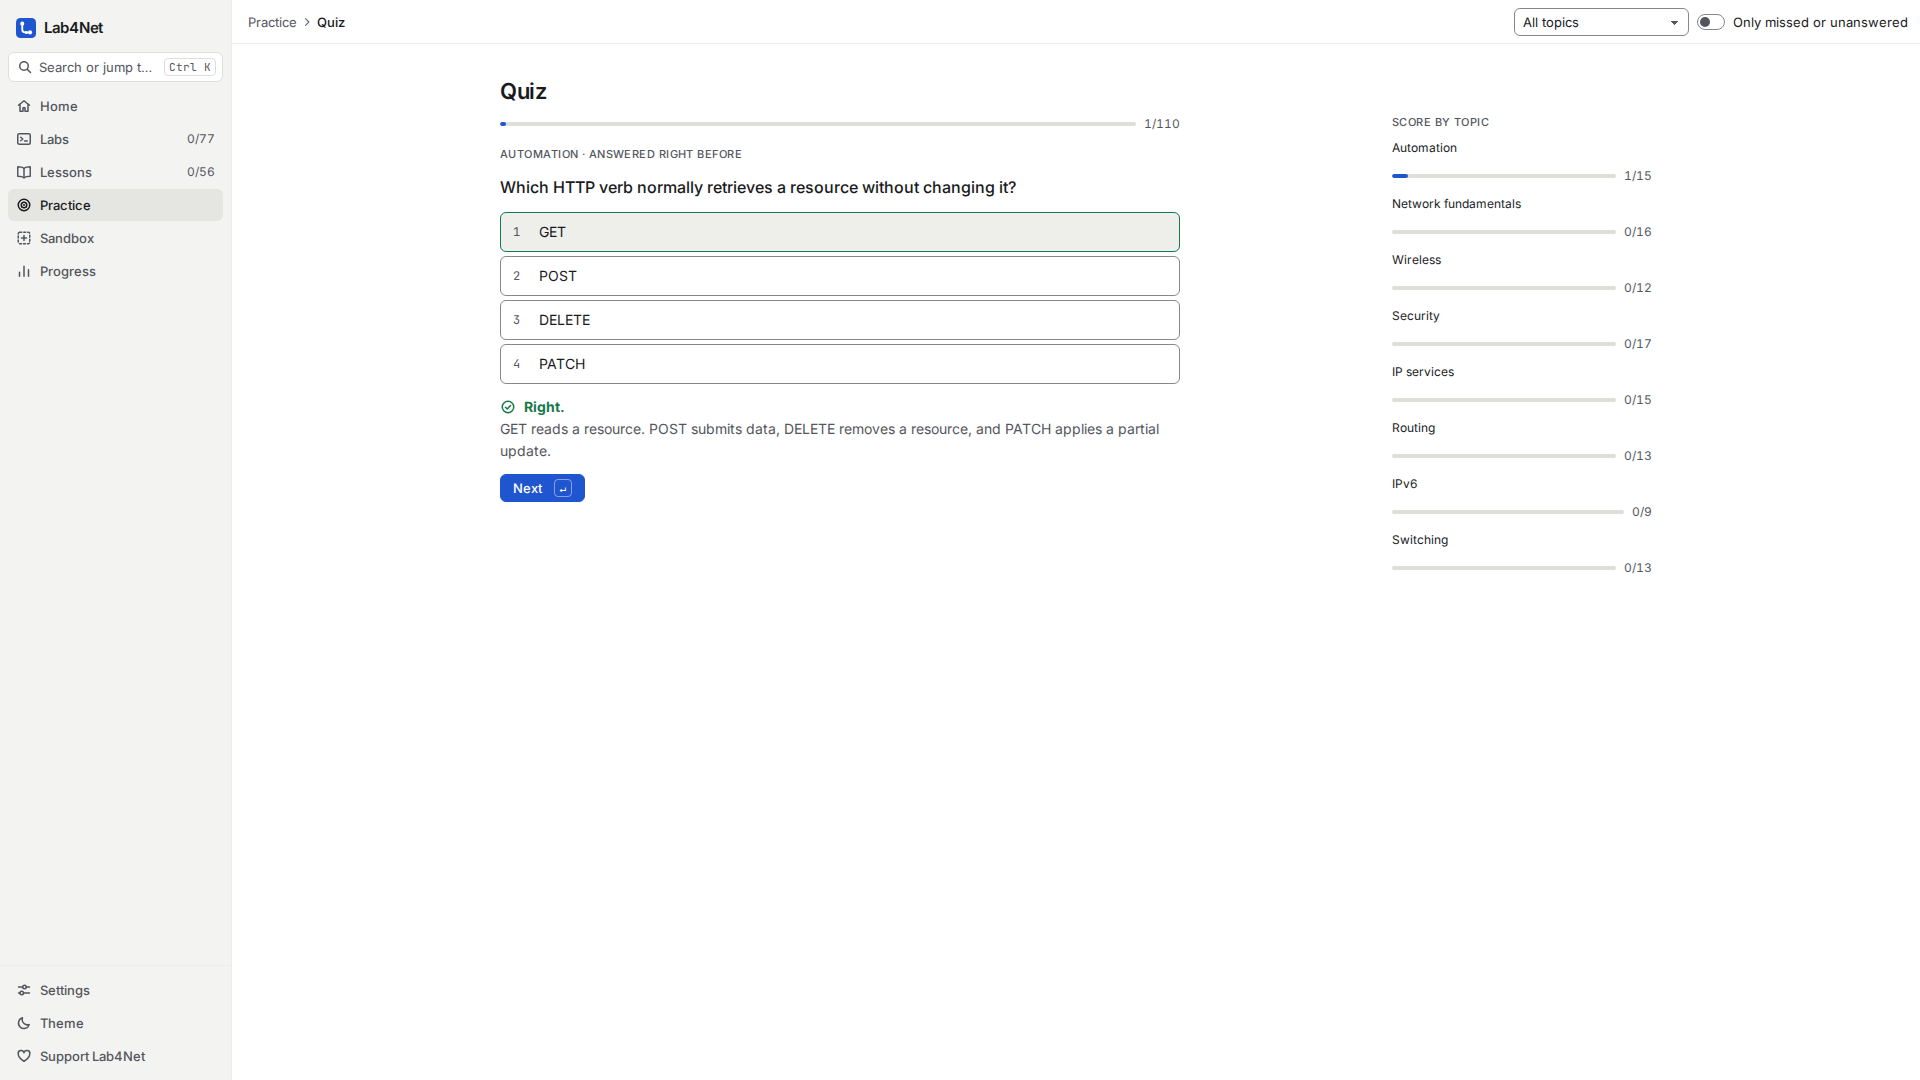 Lab4Net
Search or jump t... Ctrl K
Home
Labs 0/77
Lessons 0/56
Practice
Sandbox
Progress
Settings
Theme
Support Lab4Net
Practice > Quiz
All topics
Only missed or unanswered
Quiz
1/110
AUTOMATION · ANSWERED RIGHT BEFORE
Which HTTP verb normally retrieves a resource without changing it?
1 GET
2 POST
3 DELETE
4 PATCH
Right.
GET reads a resource. POST submits data, DELETE removes a resource, and PATCH applies a partial
update.
Next ↵
SCORE BY TOPIC
Automation
1/15
Network fundamentals
0/16
Wireless
0/12
Security
0/17
IP services
0/15
Routing
0/13
IPv6
0/9
Switching
0/13